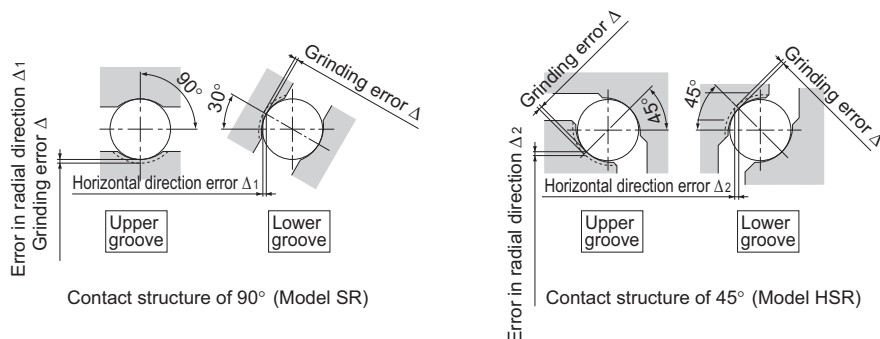 Error in radial direction Δ1
Grinding error Δ
90°
30°
Grinding error Δ
Horizontal direction error Δ1
Upper
groove
Lower
groove
Contact structure of 90° (Model SR)
Error in radial direction Δ2
Grinding error Δ
45°
45°
Grinding error Δ
Horizontal direction error Δ2
Upper
groove
Lower
groove
Contact structure of 45° (Model HSR)